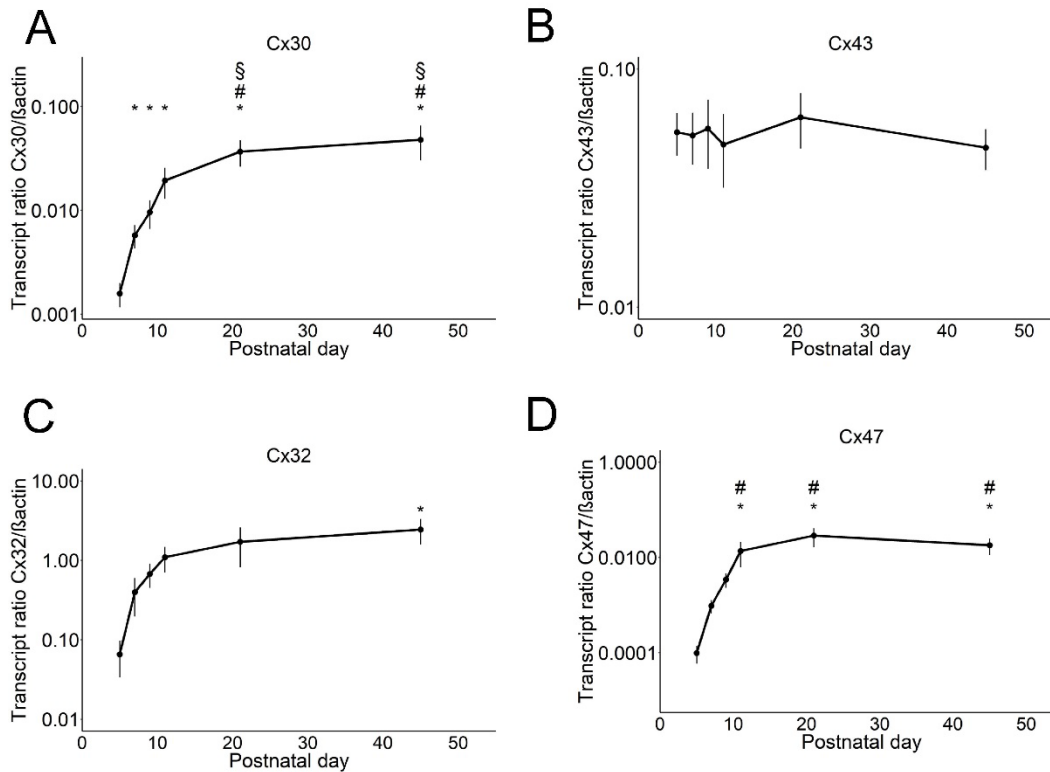 A
Cx30
Transcript ratio Cx30/ßactin
0.100
0.010
0.001
* * *
§
#
*
§
#
*
0 10 20 30 40 50
Postnatal day
B
Cx43
Transcript ratio Cx43/ßactin
0.10
0.01
0 10 20 30 40 50
Postnatal day
C
Cx32
Transcript ratio Cx32/ßactin
10.00
1.00
0.10
0.01
*
0 10 20 30 40 50
Postnatal day
D
Cx47
Transcript ratio Cx47/ßactin
1.0000
0.0100
0.0001
# # #
* * *
0 10 20 30 40 50
Postnatal day